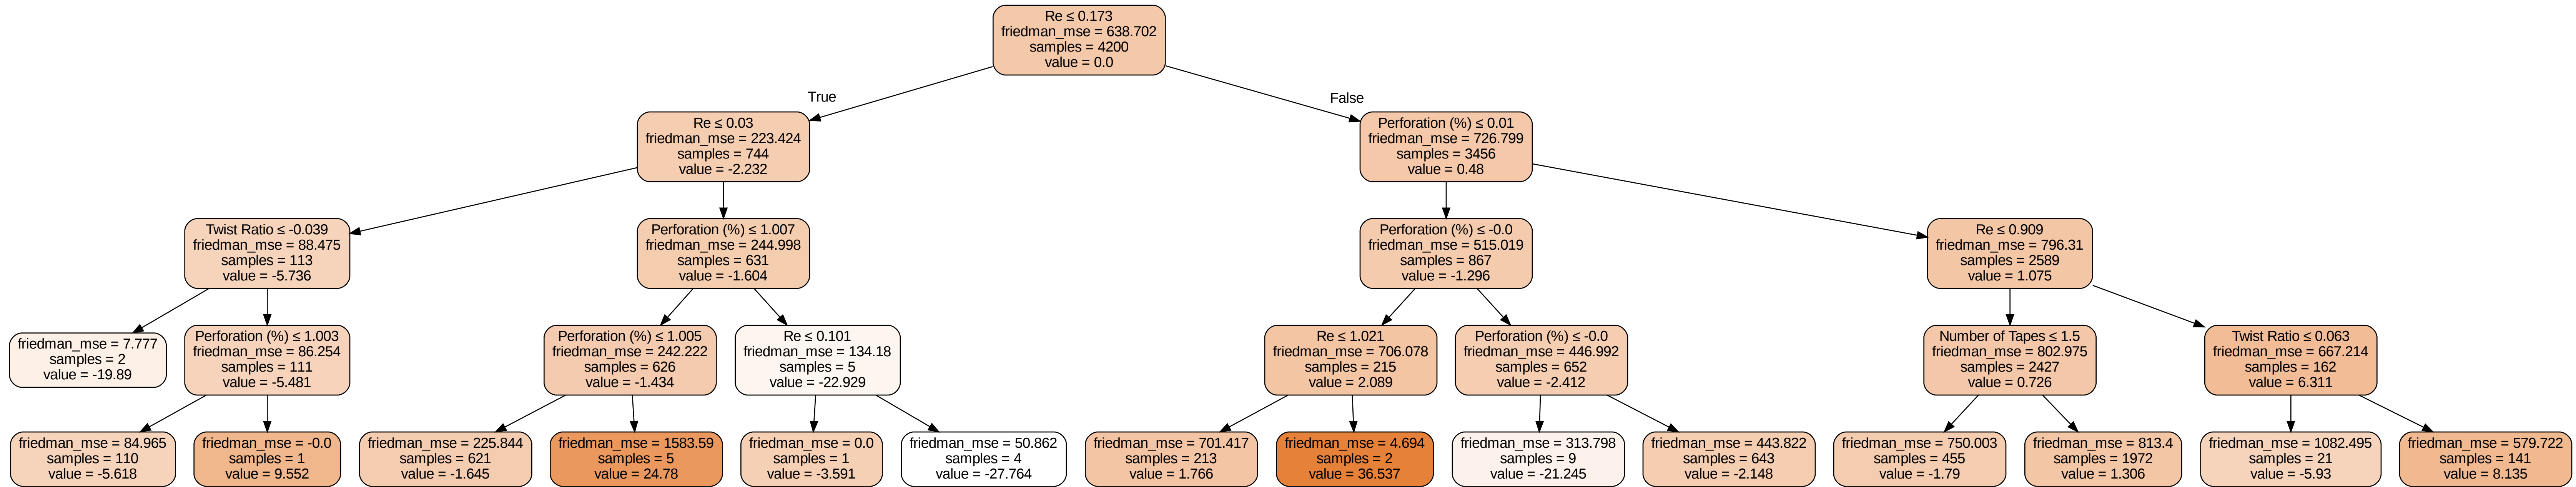 Re ≤ 0.173
friedman_mse = 638.702
samples = 4200
value = 0.0
True
False
Re ≤ 0.03
friedman_mse = 223.424
samples = 744
value = -2.232
Perforation (%) ≤ 0.01
friedman_mse = 726.799
samples = 3456
value = 0.48
Twist Ratio ≤ -0.039
friedman_mse = 88.475
samples = 113
value = -5.736
Perforation (%) ≤ 1.007
friedman_mse = 244.998
samples = 631
value = -1.604
Perforation (%) ≤ -0.0
friedman_mse = 515.019
samples = 867
value = -1.296
Re ≤ 0.909
friedman_mse = 796.31
samples = 2589
value = 1.075
friedman_mse = 7.777
samples = 2
value = -19.89
Perforation (%) ≤ 1.003
friedman_mse = 86.254
samples = 111
value = -5.481
Perforation (%) ≤ 1.005
friedman_mse = 242.222
samples = 626
value = -1.434
Re ≤ 0.101
friedman_mse = 134.18
samples = 5
value = -22.929
Re ≤ 1.021
friedman_mse = 706.078
samples = 215
value = 2.089
Perforation (%) ≤ -0.0
friedman_mse = 446.992
samples = 652
value = -2.412
Number of Tapes ≤ 1.5
friedman_mse = 802.975
samples = 2427
value = 0.726
Twist Ratio ≤ 0.063
friedman_mse = 667.214
samples = 162
value = 6.311
friedman_mse = 84.965
samples = 110
value = -5.618
friedman_mse = -0.0
samples = 1
value = 9.552
friedman_mse = 225.844
samples = 621
value = -1.645
friedman_mse = 1583.59
samples = 5
value = 24.78
friedman_mse = 0.0
samples = 1
value = -3.591
friedman_mse = 50.862
samples = 4
value = -27.764
friedman_mse = 701.417
samples = 213
value = 1.766
friedman_mse = 4.694
samples = 2
value = 36.537
friedman_mse = 313.798
samples = 9
value = -21.245
friedman_mse = 443.822
samples = 643
value = -2.148
friedman_mse = 750.003
samples = 455
value = -1.79
friedman_mse = 813.4
samples = 1972
value = 1.306
friedman_mse = 1082.495
samples = 21
value = -5.93
friedman_mse = 579.722
samples = 141
value = 8.135